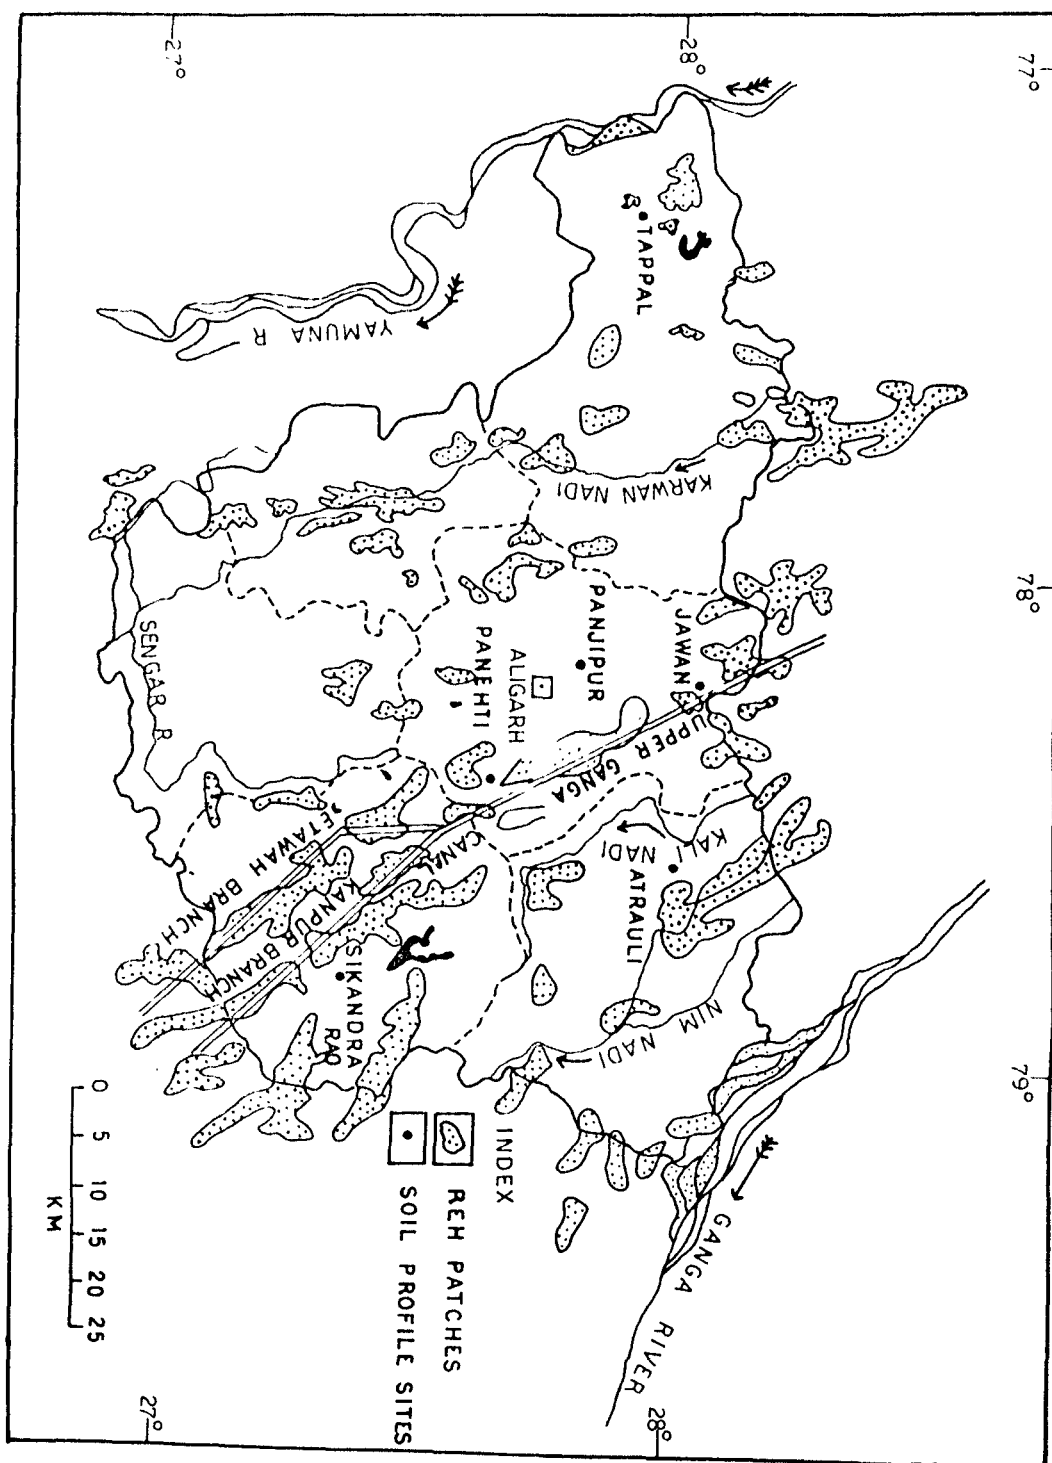 77°
78°
79°
28°
28°
27°
27°
TAPPAL
YAMUNA R
KARWAN NADI
JAWAN
PANJIPUR
ALIGARH
PANEHTI
UPPER GANGA
CANAL
KALI
NADI
ATRAULI
NIM NADI
GANGA RIVER
SENGAR R
ETAWAH BRANCH
KANPUR BRANCH
SIKANDRA
RAO
INDEX
REH PATCHES
SOIL PROFILE SITES
0 5 10 15 20 25
KM